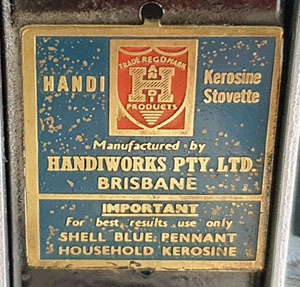 TRADE REGD MARK
HANDI
H
PRODUCTS
Kerosine
Stovette
Manufactured by
HANDIWORKS PTY. LTD.
BRISBANE
IMPORTANT
For best results use only
SHELL BLUE PENNANT
HOUSEHOLD KEROSINE